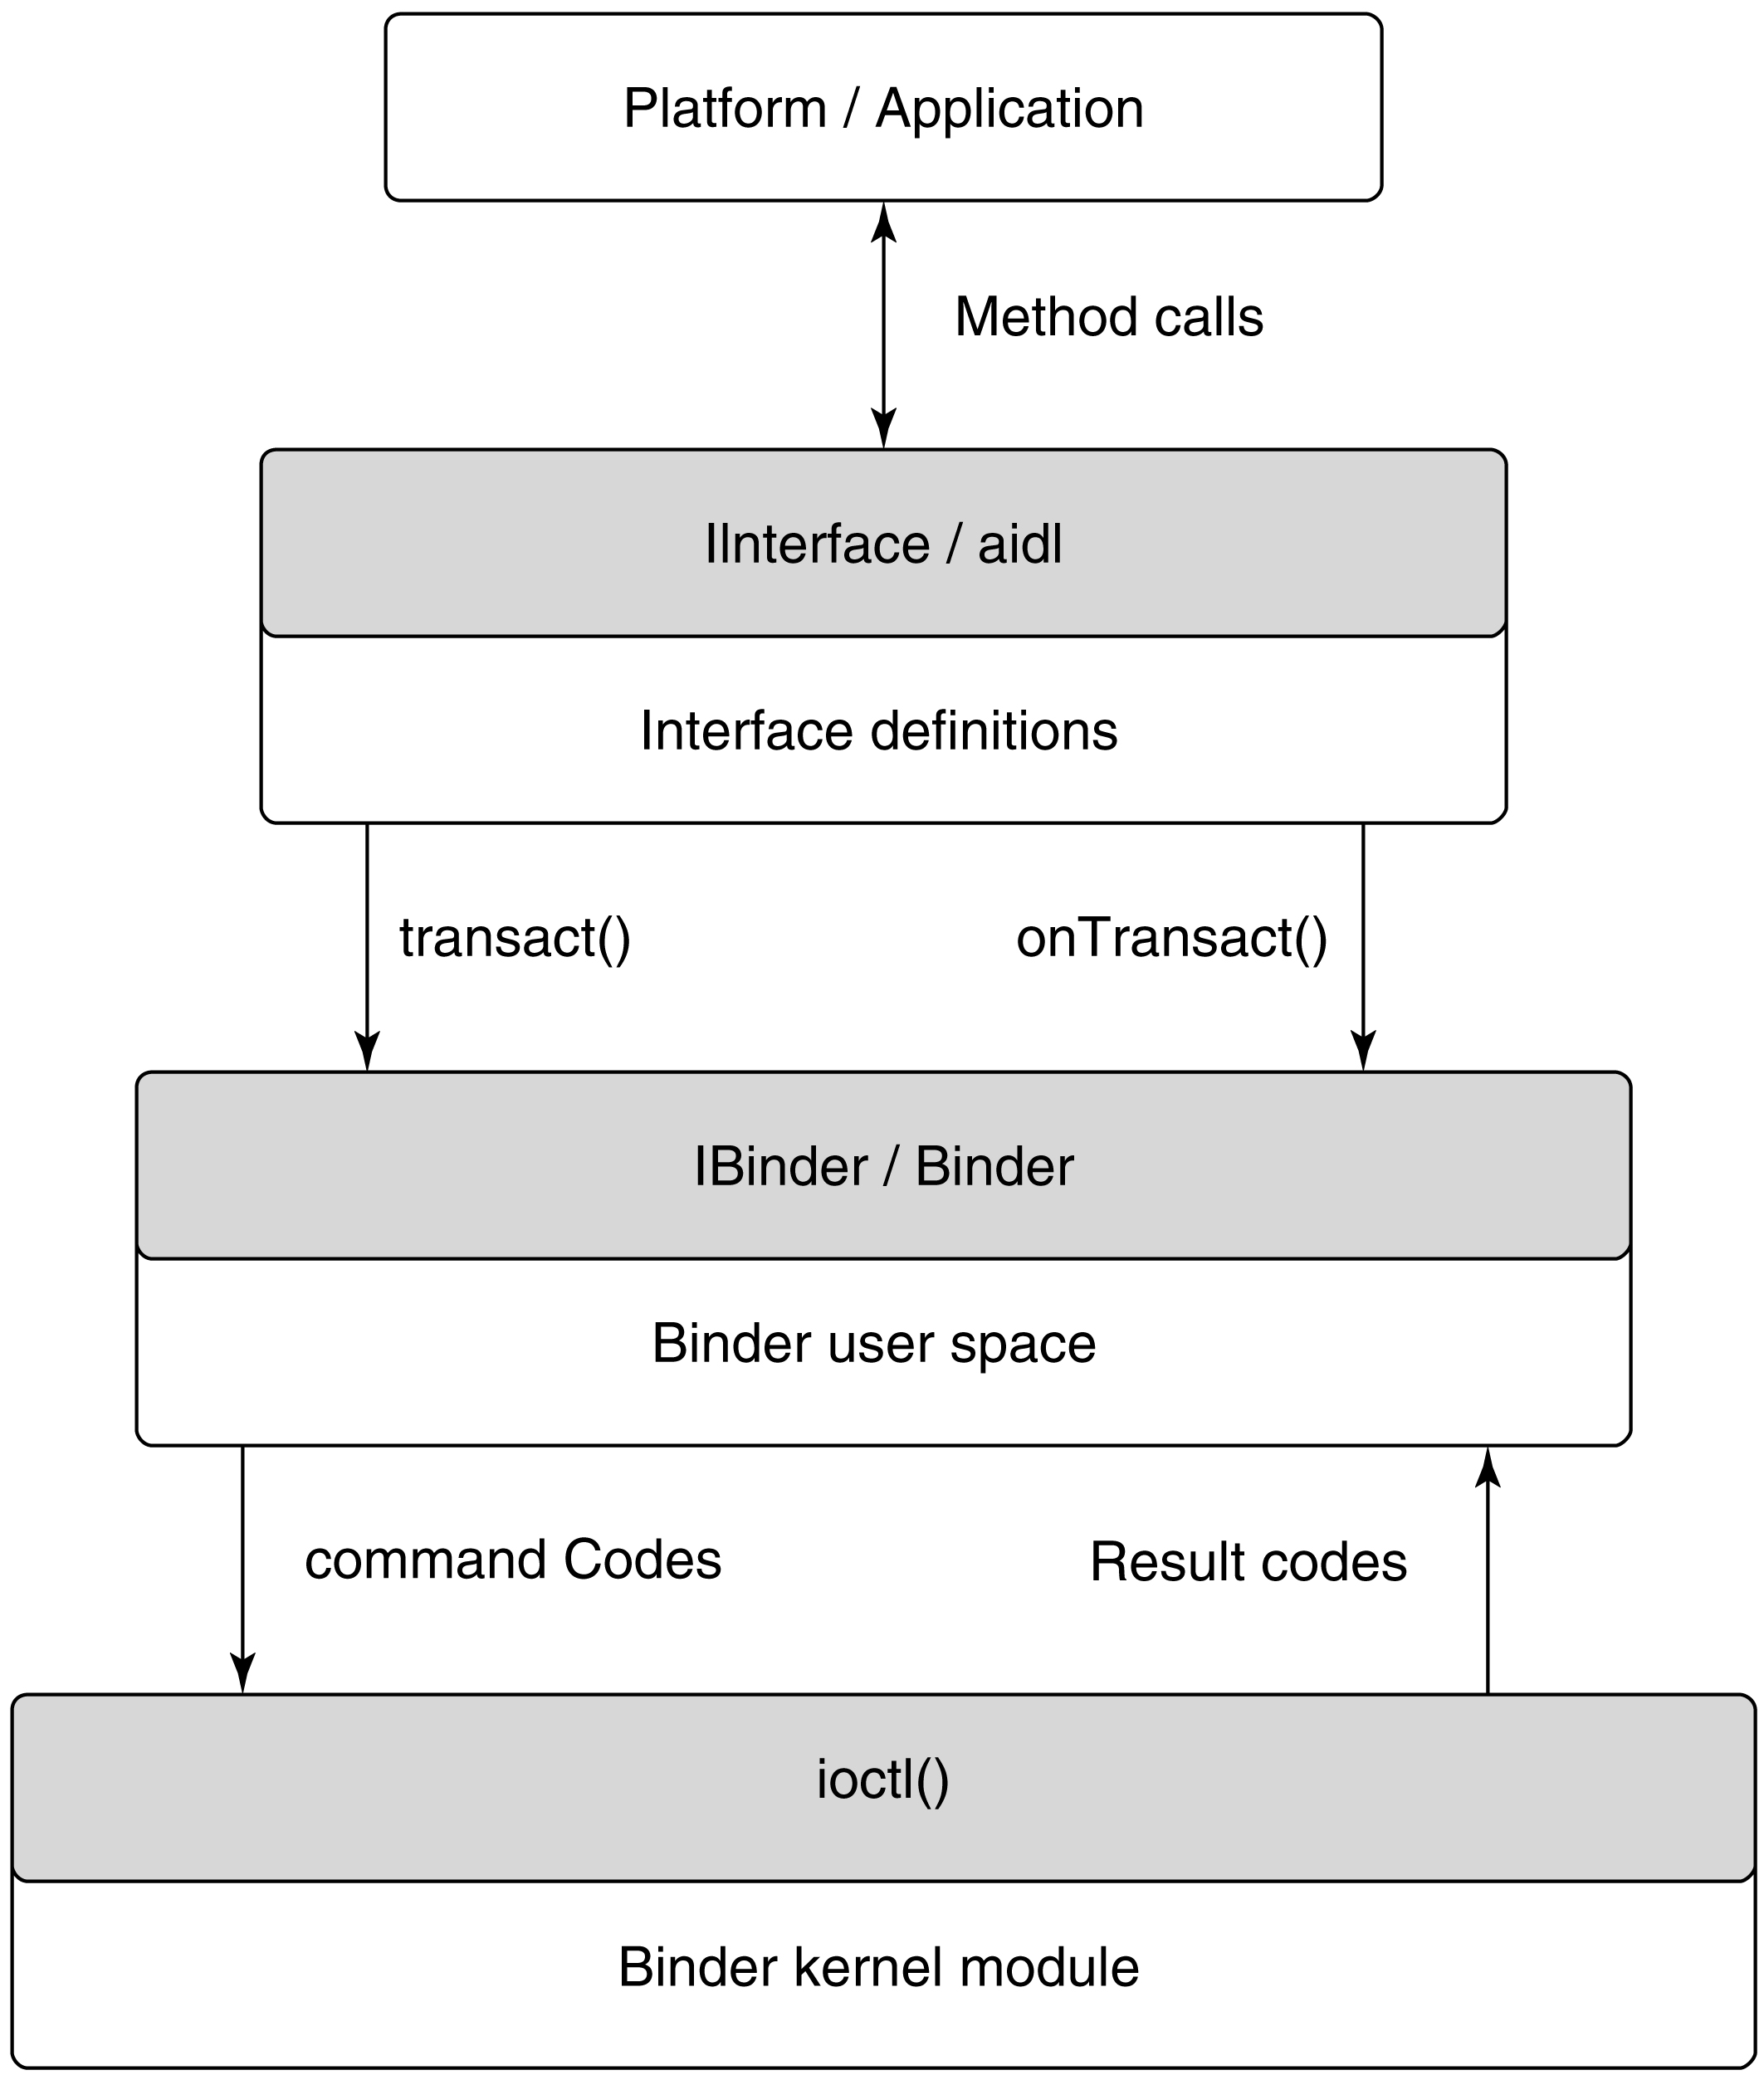 Platform / Application
Method calls
IInterface / aidl
Interface definitions
transact()
onTransact()
IBinder / Binder
Binder user space
command Codes
Result codes
ioctl()
Binder kernel module